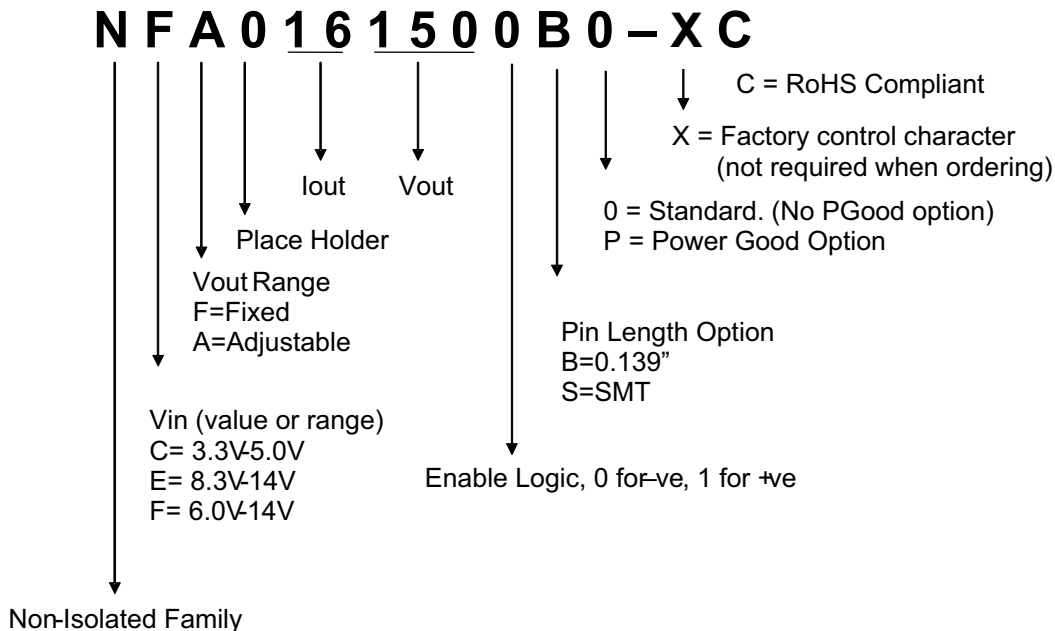 N F A 0 1 6 1 5 0 0 B 0 – X C
C = RoHS Compliant
X = Factory control character
(not required when ordering)
Iout
Vout
0 = Standard. (No PGood option)
P = Power Good Option
Place Holder
Vout Range
F=Fixed
A=Adjustable
Pin Length Option
B=0.139”
S=SMT
Vin (value or range)
C= 3.3V-5.0V
E= 8.3V-14V
F= 6.0V-14V
Enable Logic, 0 for –ve, 1 for +ve
Non-Isolated Family